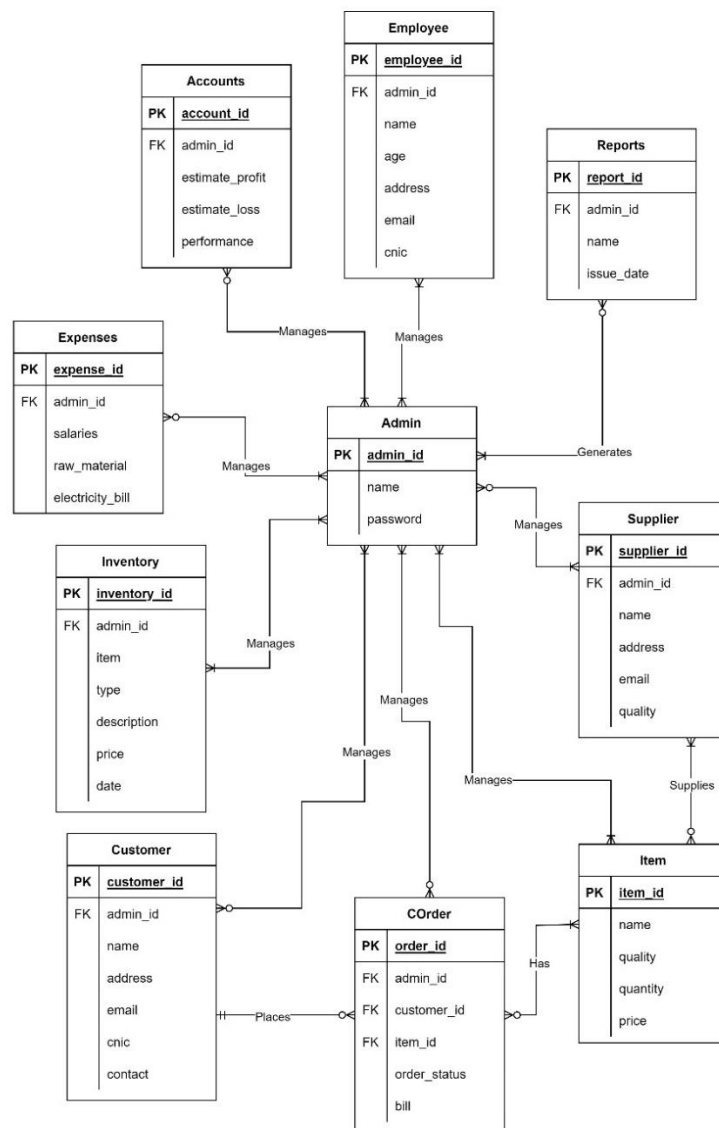 Employee
PK employee_id
FK admin_id
name
age
address
email
cnic
Accounts
PK account_id
FK admin_id
estimate_profit
estimate_loss
performance
Reports
PK report_id
FK admin_id
name
issue_date
Manages
Manages
Expenses
PK expense_id
FK admin_id
salaries
raw_material
electricity_bill
Manages
Admin
PK admin_id
name
password
Generates
Manages
Supplier
PK supplier_id
FK admin_id
name
address
email
quality
Inventory
PK inventory_id
FK admin_id
item
type
description
price
date
Manages
Manages
Manages
Manages
Supplies
Customer
PK customer_id
FK admin_id
name
address
email
cnic
contact
Places
COrder
PK order_id
FK admin_id
FK customer_id
FK item_id
order_status
bill
Has
Item
PK item_id
name
quality
quantity
price